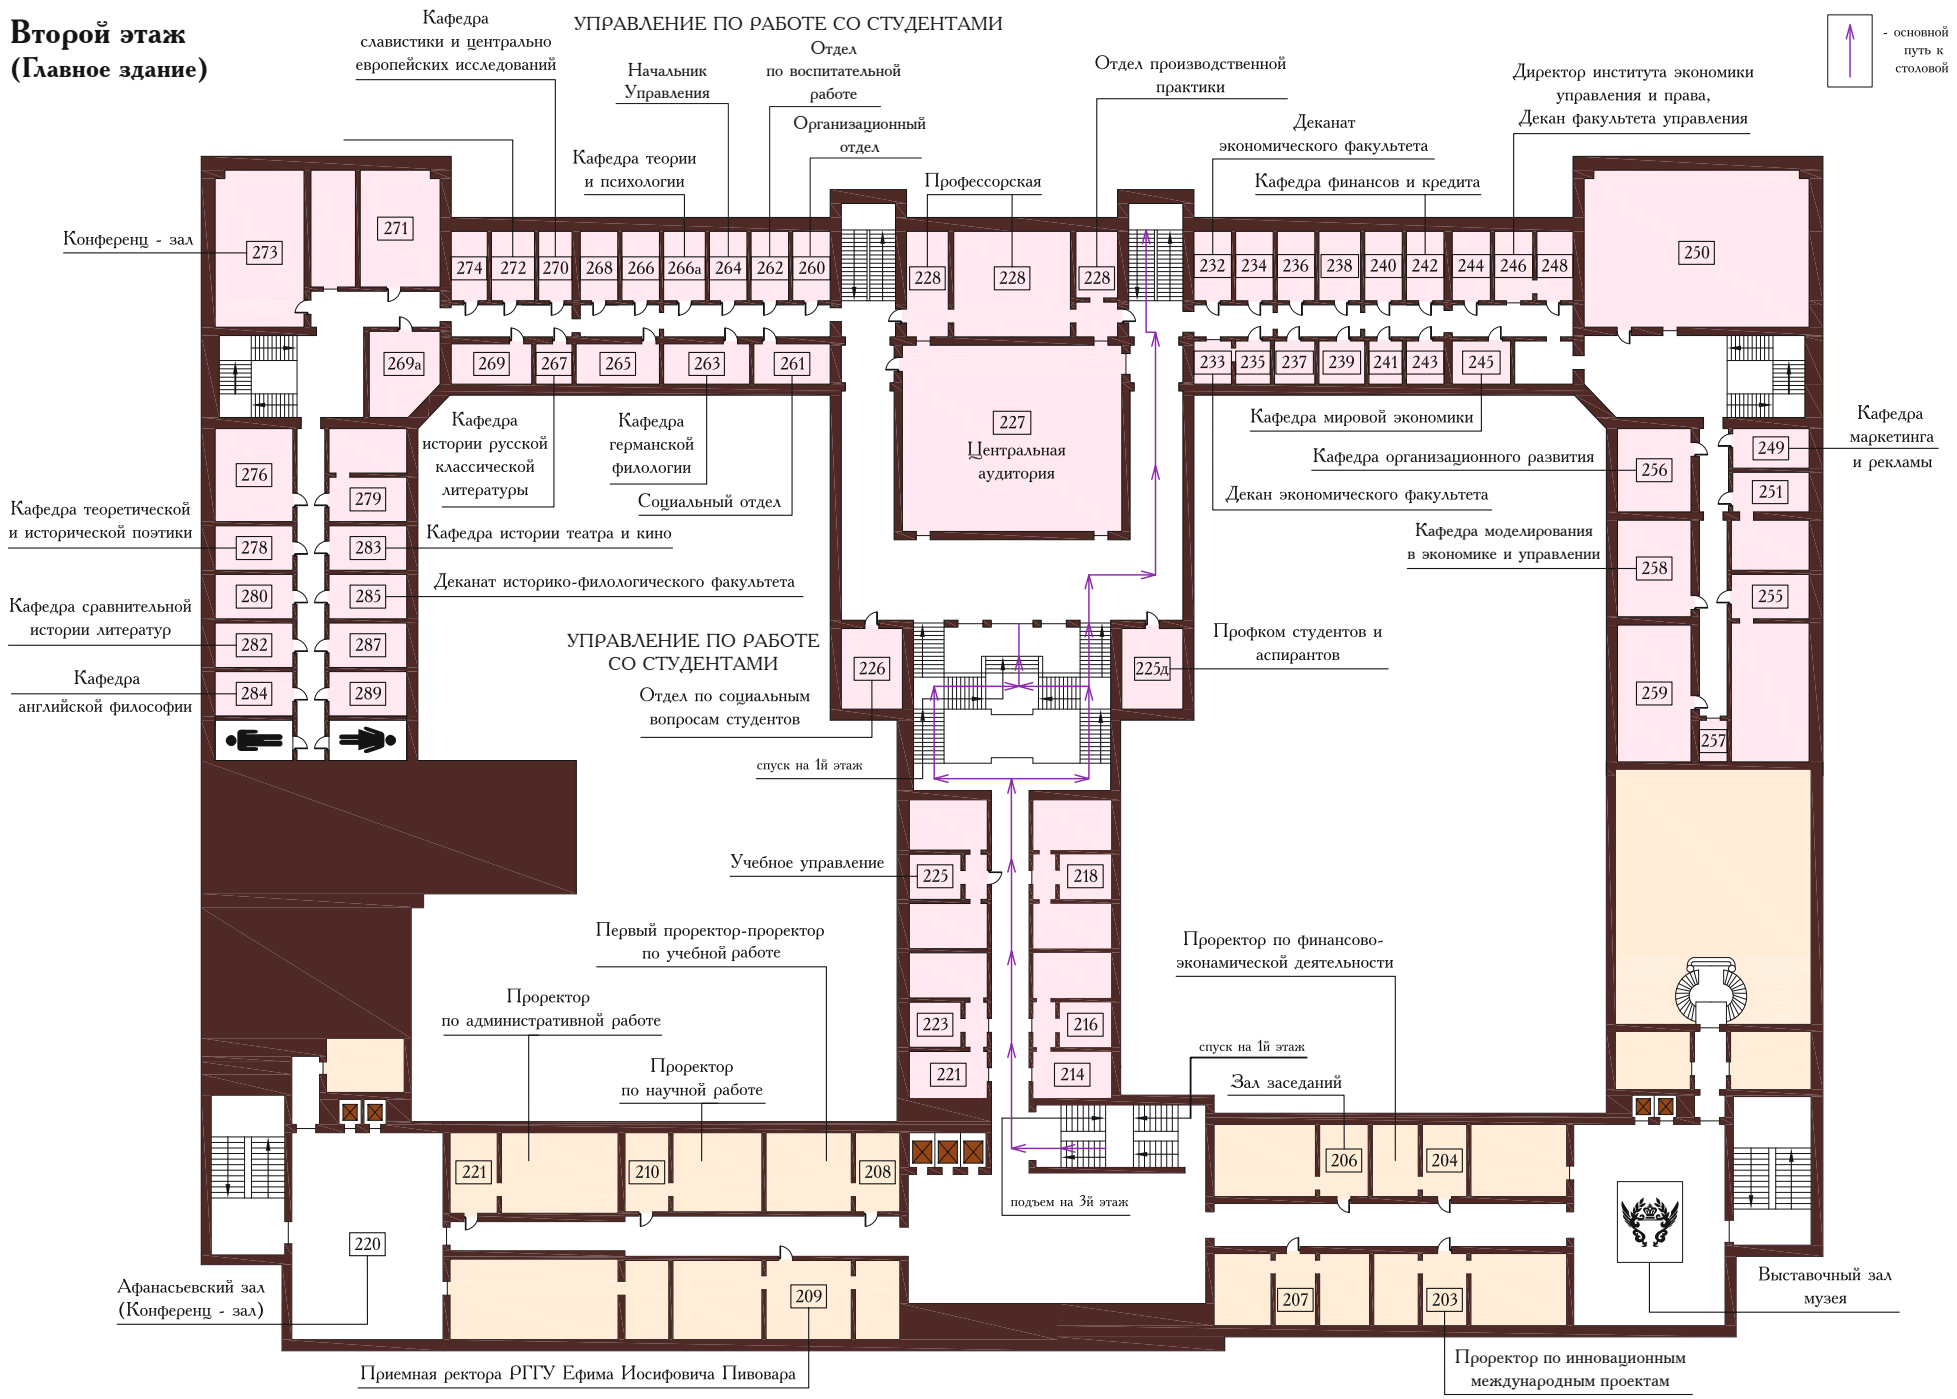 Второй этаж
(Главное здание)
Кафедра
славистики и центрально
европейских исследований
УПРАВЛЕНИЕ ПО РАБОТЕ СО СТУДЕНТАМИ
Начальник
Управления
Отдел
по воспитательной
работе
Организационный
отдел
Кафедра теории
и психологии
Профессорская
Отдел производственной
практики
Деканат
экономического факультета
Кафедра финансов и кредита
Директор института экономики
управления и права,
Декан факультета управления
- основной
путь к
столовой
Конференц - зал
273
271
274
272
270
268
266
266а
264
262
260
228
228
228
232
234
236
238
240
242
244
246
248
250
269а
269
267
265
263
261
233
235
237
239
241
243
245
227
Центральная
аудитория
Кафедра
истории русской
классической
литературы
Кафедра
германской
филологии
Социальный отдел
Кафедра мировой экономики
Кафедра организационного развития
Декан экономического факультета
Кафедра моделирования
в экономике и управлении
Кафедра
маркетинга
и рекламы
249
251
255
256
258
259
257
276
278
280
282
284
279
283
285
287
289
Кафедра теоретической
и исторической поэтики
Кафедра сравнительной
истории литератур
Кафедра
английской философии
Кафедра истории театра и кино
Деканат историко-филологического факультета
УПРАВЛЕНИЕ ПО РАБОТЕ
СО СТУДЕНТАМИ
Отдел по социальным
вопросам студентов
226
225д
Профком студентов и
аспирантов
спуск на 1й этаж
Учебное управление
225
218
223
216
221
214
Первый проректор-проректор
по учебной работе
Проректор
по административной работе
Проректор
по научной работе
Проректор по финансово-
эконамической деятельности
спуск на 1й этаж
Зал заседаний
подъем на 3й этаж
221
210
208
206
204
220
209
207
203
Афанасьевский зал
(Конференц - зал)
Приемная ректора РГГУ Ефима Иосифовича Пивовара
Проректор по инновационным
международным проектам
Выставочный зал
музея